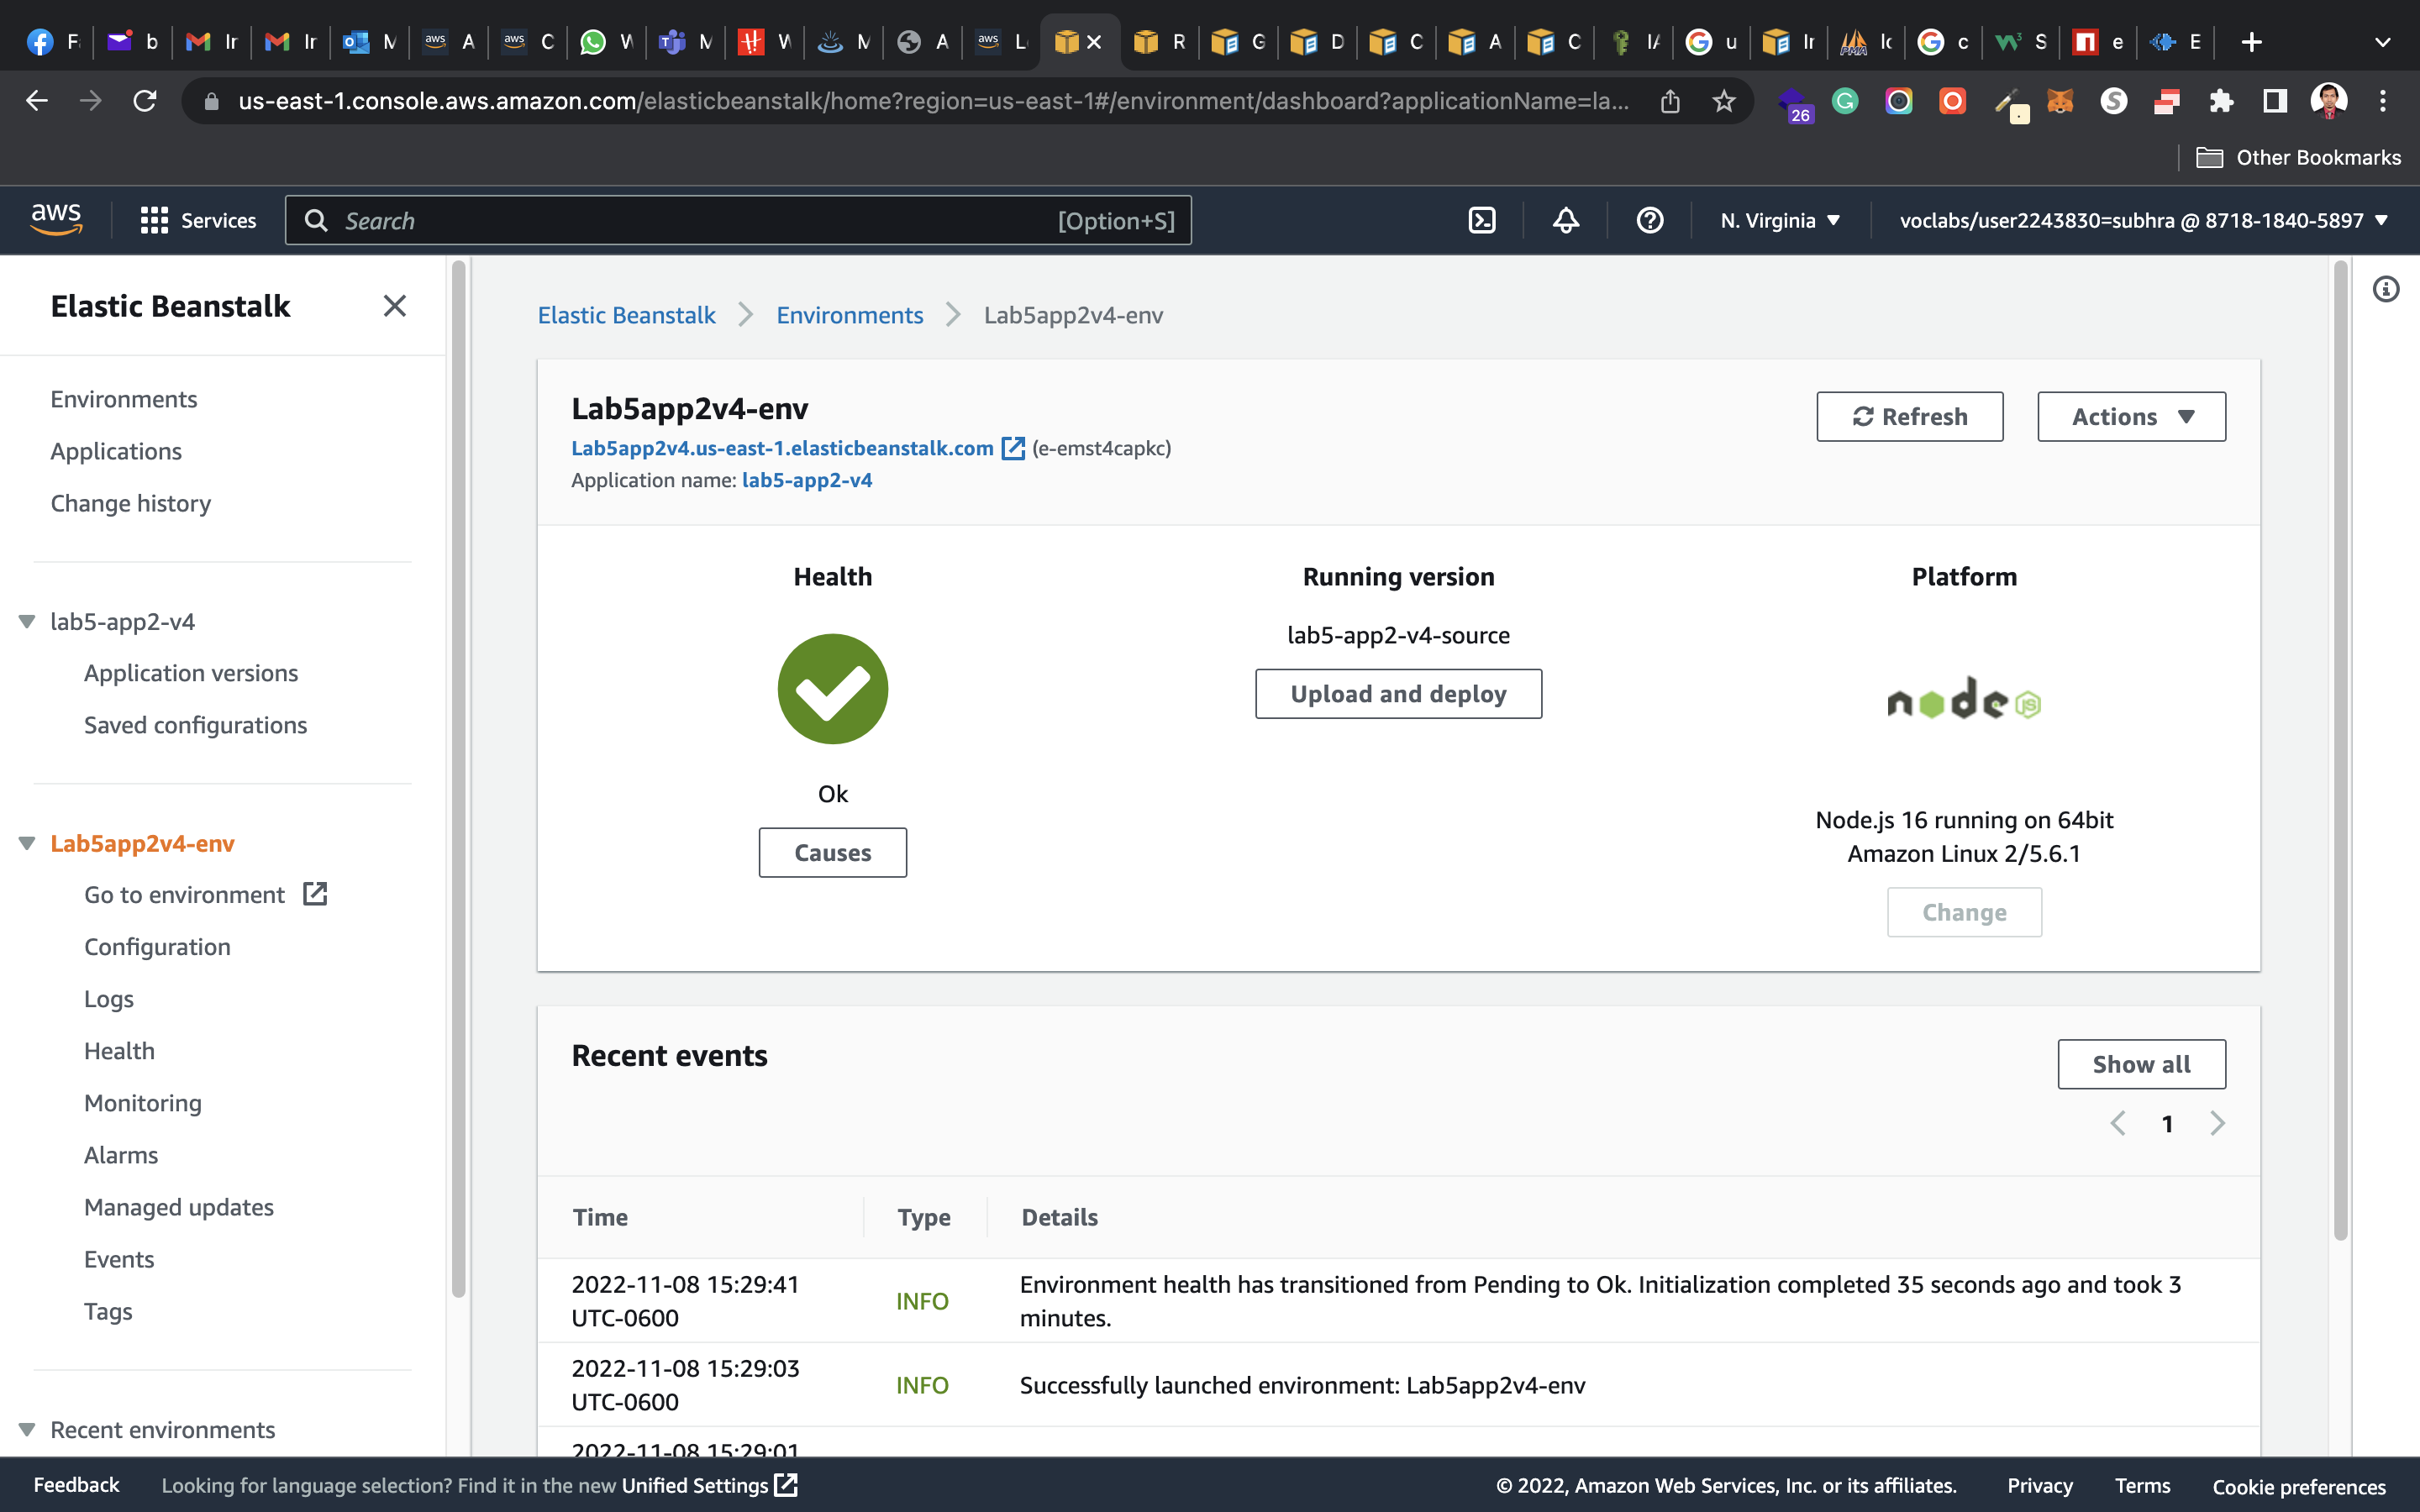 F
b
Ir
Ir
M
A
C
W
M
W
M
A
L
R
G
D
C
A
C
IA
u
Ir
lc
c
S
e
E
us-east-1.console.aws.amazon.com/elasticbeanstalk/home?region=us-east-1#/environment/dashboard?applicationName=la...
26
Other Bookmarks
aws
Services
Search
[Option+S]
N. Virginia
voclabs/user2243830=subhra @ 8718-1840-5897
Elastic Beanstalk
Environments
Applications
Change history
lab5-app2-v4
Application versions
Saved configurations
Lab5app2v4-env
Go to environment
Configuration
Logs
Health
Monitoring
Alarms
Managed updates
Events
Tags
Recent environments
Elastic Beanstalk
Environments
Lab5app2v4-env
Lab5app2v4-env
Lab5app2v4.us-east-1.elasticbeanstalk.com (e-emst4capkc)
Application name: lab5-app2-v4
Refresh
Actions
Health
Ok
Causes
Running version
lab5-app2-v4-source
Upload and deploy
Platform
node JS
Node.js 16 running on 64bit
Amazon Linux 2/5.6.1
Change
Recent events
Show all
1
Time
Type
Details
2022-11-08 15:29:41
UTC-0600
INFO
Environment health has transitioned from Pending to Ok. Initialization completed 35 seconds ago and took 3
minutes.
2022-11-08 15:29:03
UTC-0600
INFO
Successfully launched environment: Lab5app2v4-env
2022-11-08 15:29:01
Feedback
Looking for language selection? Find it in the new Unified Settings
© 2022, Amazon Web Services, Inc. or its affiliates.
Privacy
Terms
Cookie preferences